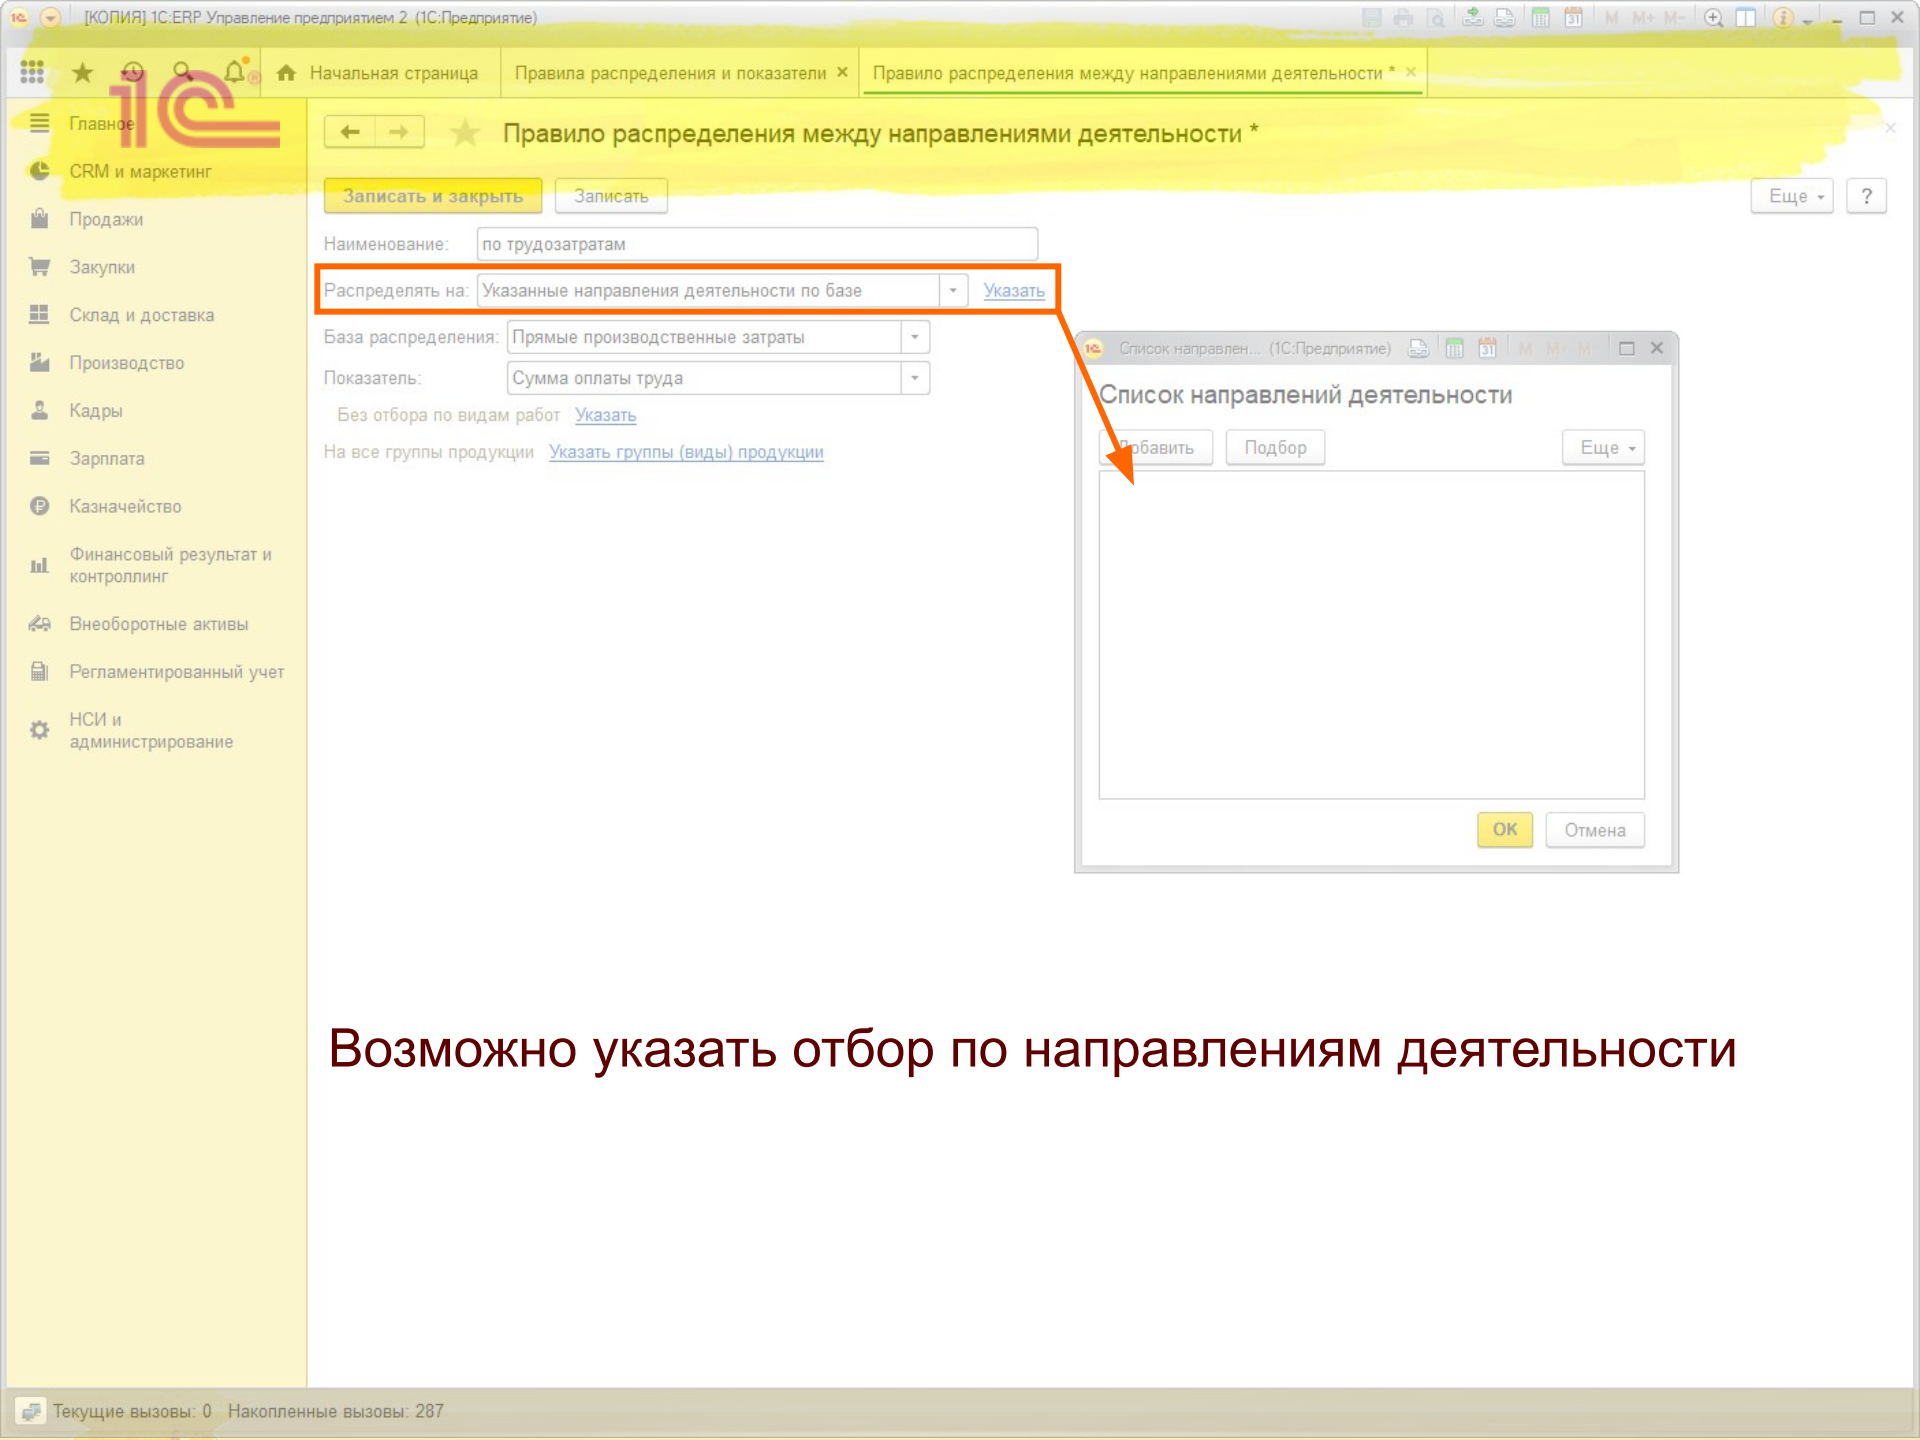 [КОПИЯ] 1С:ERP Управление предприятием 2 (1С:Предприятие)
M M+ M-
Начальная страница
Правила распределения и показатели ×
Правило распределения между направлениями деятельности * ×
1С
®
Главное
CRM и маркетинг
Продажи
Закупки
Склад и доставка
Производство
Кадры
Зарплата
Казначейство
Финансовый результат и
контроллинг
Внеоборотные активы
Регламентированный учет
НСИ и
администрирование
Правило распределения между направлениями деятельности *
Записать и закрыть
Записать
Еще
?
Наименование: по трудозатратам
Распределять на: Указанные направления деятельности по базе Указать
База распределения: Прямые производственные затраты
Показатель: Сумма оплаты труда
Без отбора по видам работ Указать
На все группы продукции Указать группы (виды) продукции
Список направлен... (1С:Предприятие)
31
M M+ M-
Список направлений деятельности
Добавить
Подбор
Еще
ОК
Отмена
Возможно указать отбор по направлениям деятельности
Текущие вызовы: 0 Накопленные вызовы: 287